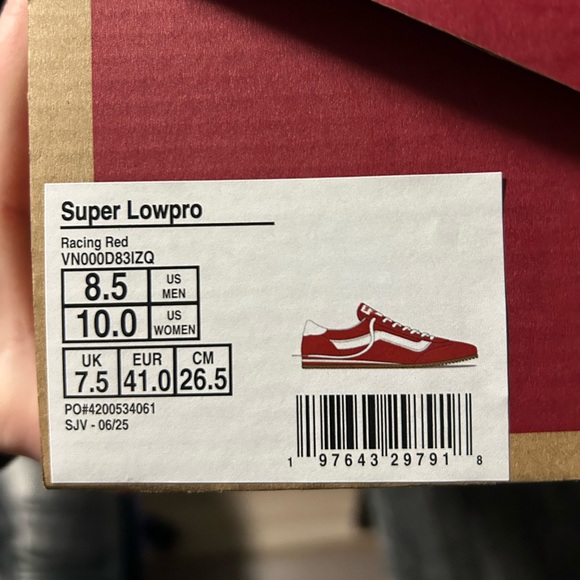 Super Lowpro
Racing Red
VN000D83IZQ
8.5 US MEN
10.0 US WOMEN
UK EUR CM
7.5 41.0 26.5
PO#4200534061
SJV - 06/25
1 97643 29791 8